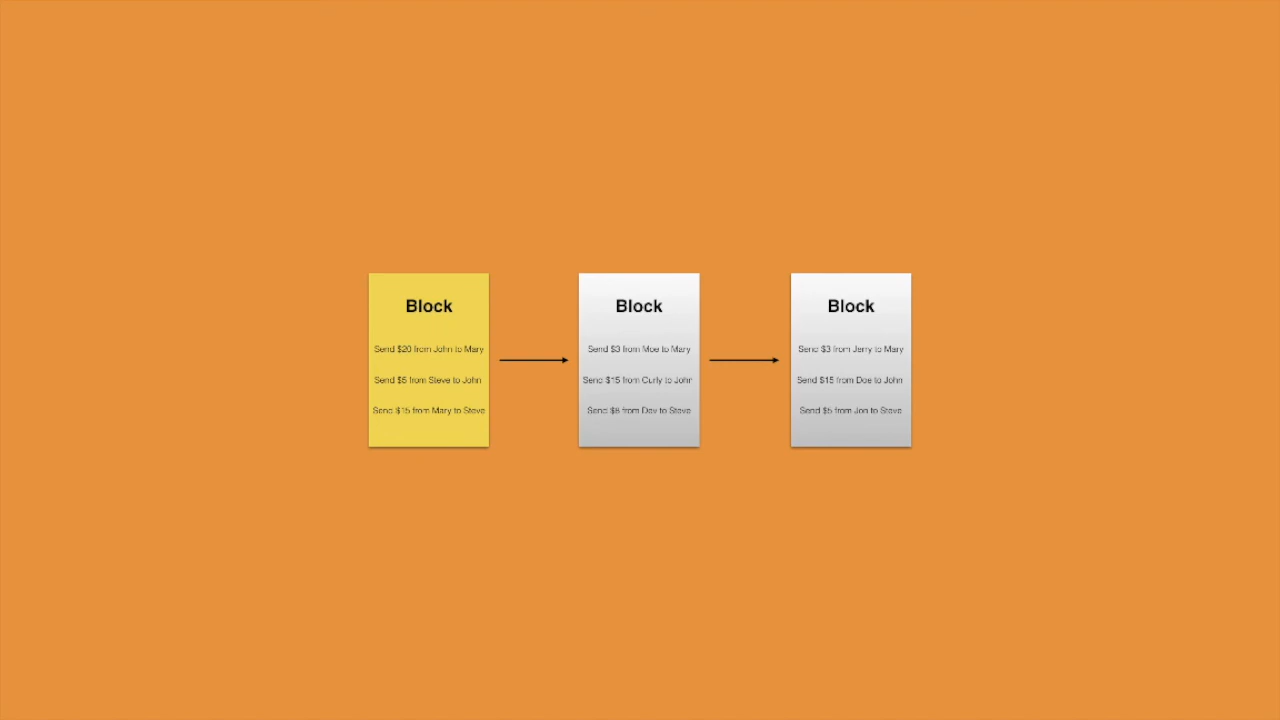 Block
Send $20 from John to Mary
Send $5 from Steve to John
Send $15 from Mary to Steve
Block
Send $3 from Moe to Mary
Send $15 from Curly to John
Send $8 from Dev to Steve
Block
Send $3 from Jerry to Mary
Send $15 from Doe to John
Send $5 from Jon to Steve